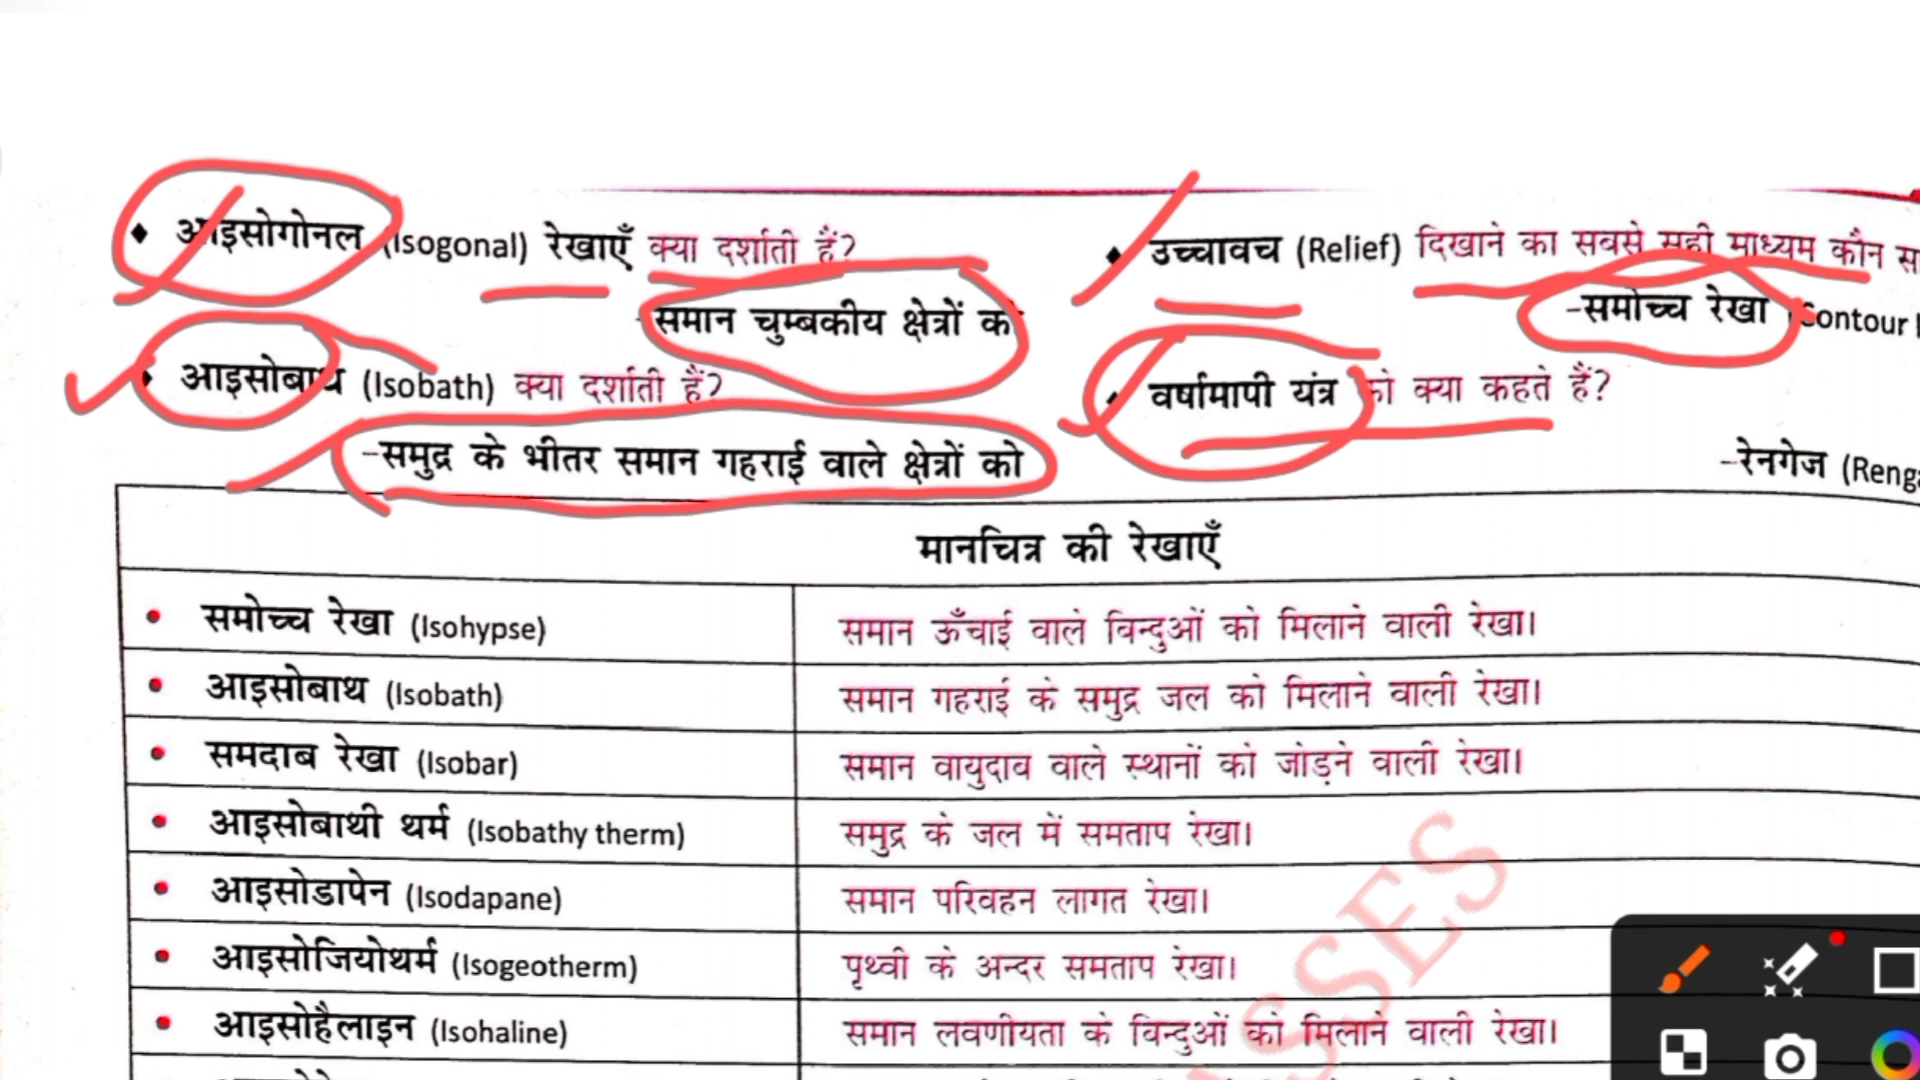 आइसोगोनल (Isogonal) रेखाएँ क्या दर्शाती हैं?
-समान चुम्बकीय क्षेत्रों को
आइसोबाथ (Isobath) क्या दर्शाती हैं?
-समुद्र के भीतर समान गहराई वाले क्षेत्रों को
उच्चावच (Relief) दिखाने का सबसे सही माध्यम कौन
-समोच्च रेखा (Contour
वर्षामापी यंत्र को क्या कहते हैं?
-रेनगेज (Renga
मानचित्र की रेखाएँ
समोच्च रेखा (Isohypse) समान ऊँचाई वाले विन्दुओं को मिलाने वाली रेखा।
आइसोबाथ (Isobath) समान गहराई के समुद्र जल को मिलाने वाली रेखा।
समदाब रेखा (Isobar) समान वायुदाब वाले स्थानों को जोड़ने वाली रेखा।
आइसोबाथी थर्म (Isobathy therm) समुद्र के जल में समताप रेखा।
आइसोडापेन (Isodapane) समान परिवहन लागत रेखा।
आइसोजियोथर्म (Isogeotherm) पृथ्वी के अन्दर समताप रेखा।
आइसोहैलाइन (Isohaline) समान लवणीयता के विन्दुओं को मिलाने वाली रेखा।
ASSES